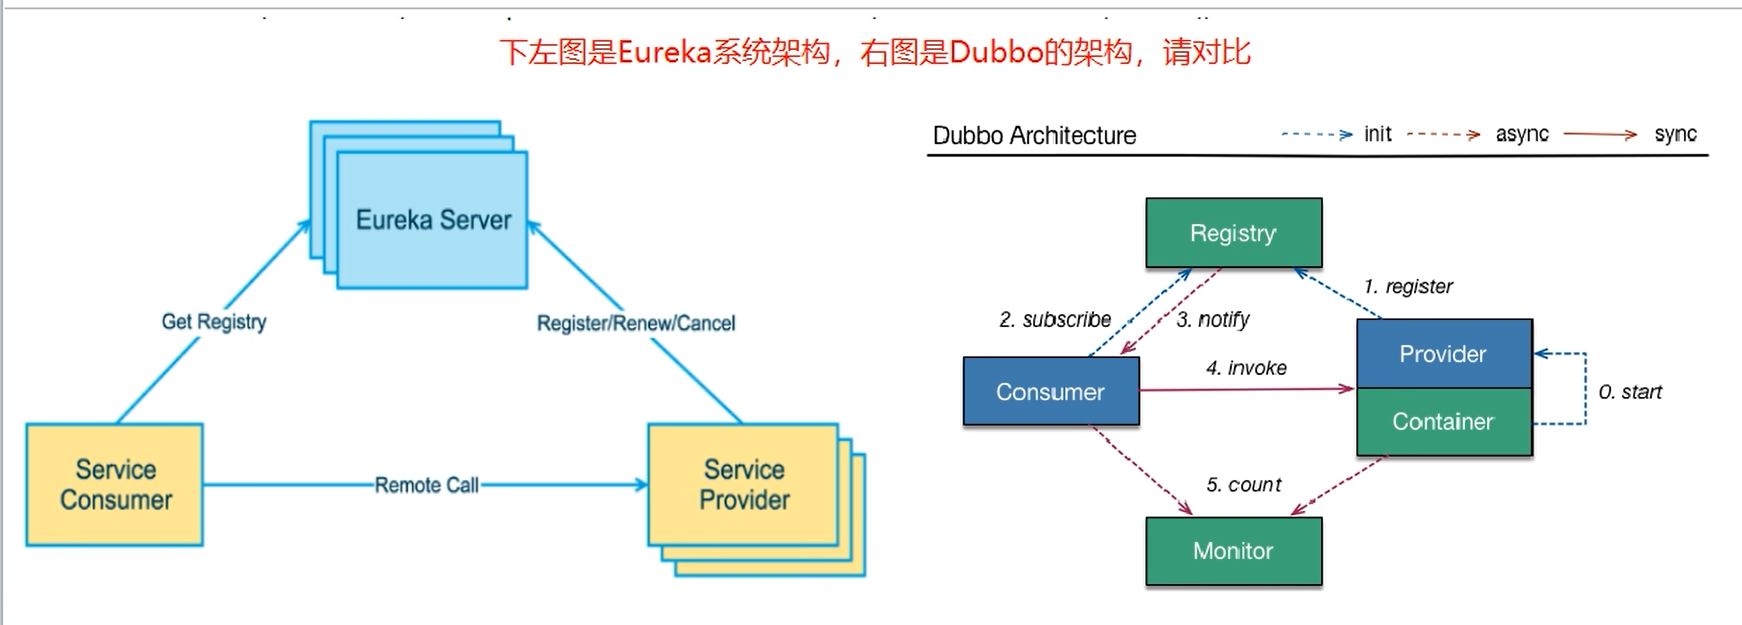 下左图是Eureka系统架构，右图是Dubbo的架构，请对比
Eureka Server
Get Registry
Register/Renew/Cancel
Service
Consumer
Remote Call
Service
Provider
Dubbo Architecture
init
async
sync
Registry
1. register
2. subscribe
3. notify
Provider
4. invoke
Consumer
0. start
Container
5. count
Monitor